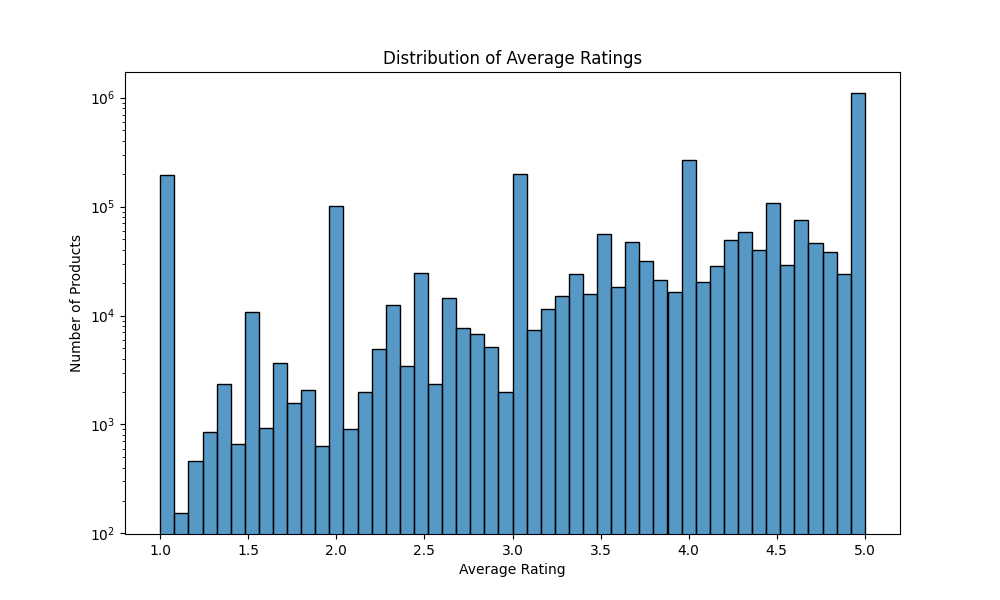 Distribution of Average Ratings
Number of Products
10⁶
10⁵
10⁴
10³
10²
1.0 1.5 2.0 2.5 3.0 3.5 4.0 4.5 5.0
Average Rating